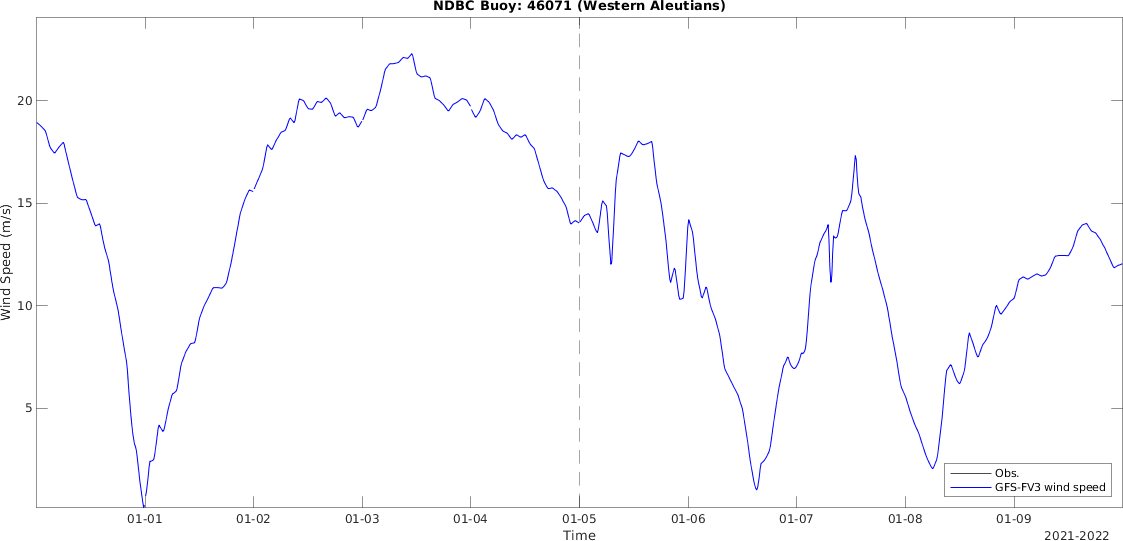 NDBC Buoy: 46071 (Western Aleutians)
Wind Speed (m/s)
20
15
10
5
Obs.
GFS-FV3 wind speed
01-01 01-02 01-03 01-04 01-05 01-06 01-07 01-08 01-09
Time
2021-2022